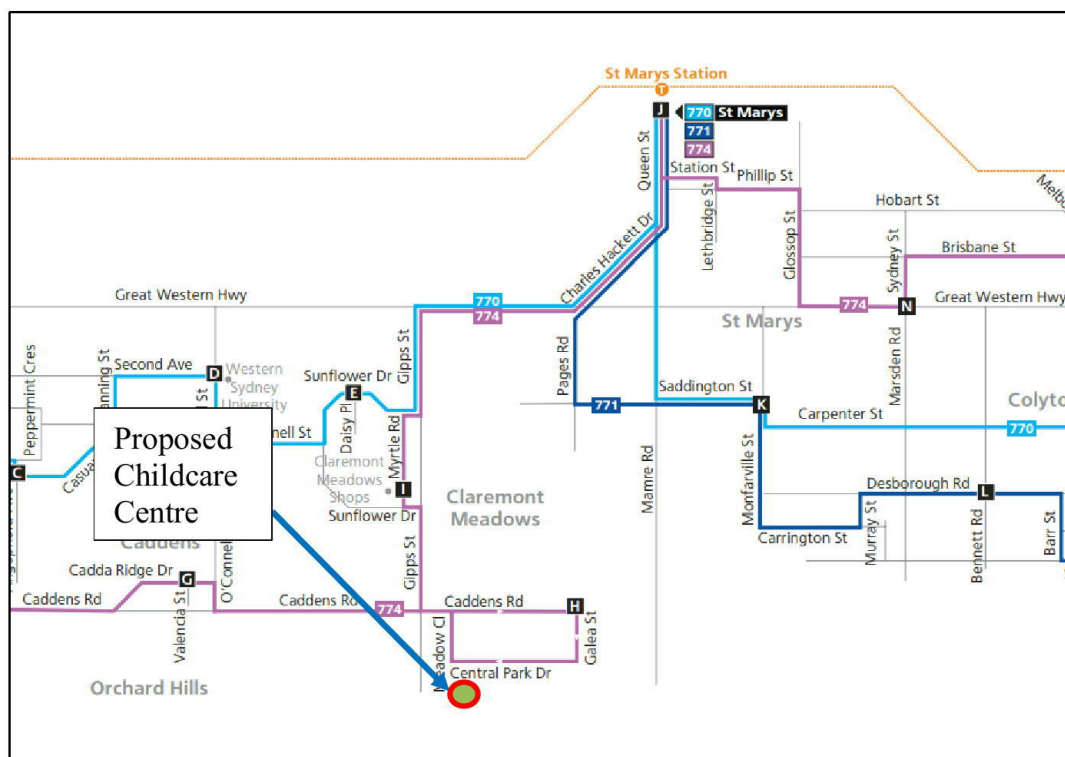 St Marys Station
T
J
770 St Marys
771
774
Queen St
Station St
Phillip St
Lethbridge St
Glossop St
Hobart St
Sydney St
Brisbane St
Charles Hackett Dr
Great Western Hwy
770
774
774
N
Great Western Hwy
St Marys
Marsden Rd
Peppermint Cres
Second Ave
D
Western
Sydney
University
Sunflower Dr
E
Daisy Pl
Gipps St
Pages Rd
771
Saddington St
K
Carpenter St
Colyto
770
C
nell St
Myrtle Rd
Claremont
Meadows
Shops
I
Sunflower Dr
Claremont
Meadows
Mamre Rd
Monfarville St
Desborough Rd
L
Carrington St
Murray St
Bennett Rd
Barr St
Proposed
Childcare
Centre
Caddens
Cadda Ridge Dr
G
O'Connel
Gipps St
Caddens Rd
Valencia St
Caddens Rd
774
Caddens Rd
H
Galea St
Meadow Cl
Central Park Dr
Orchard Hills